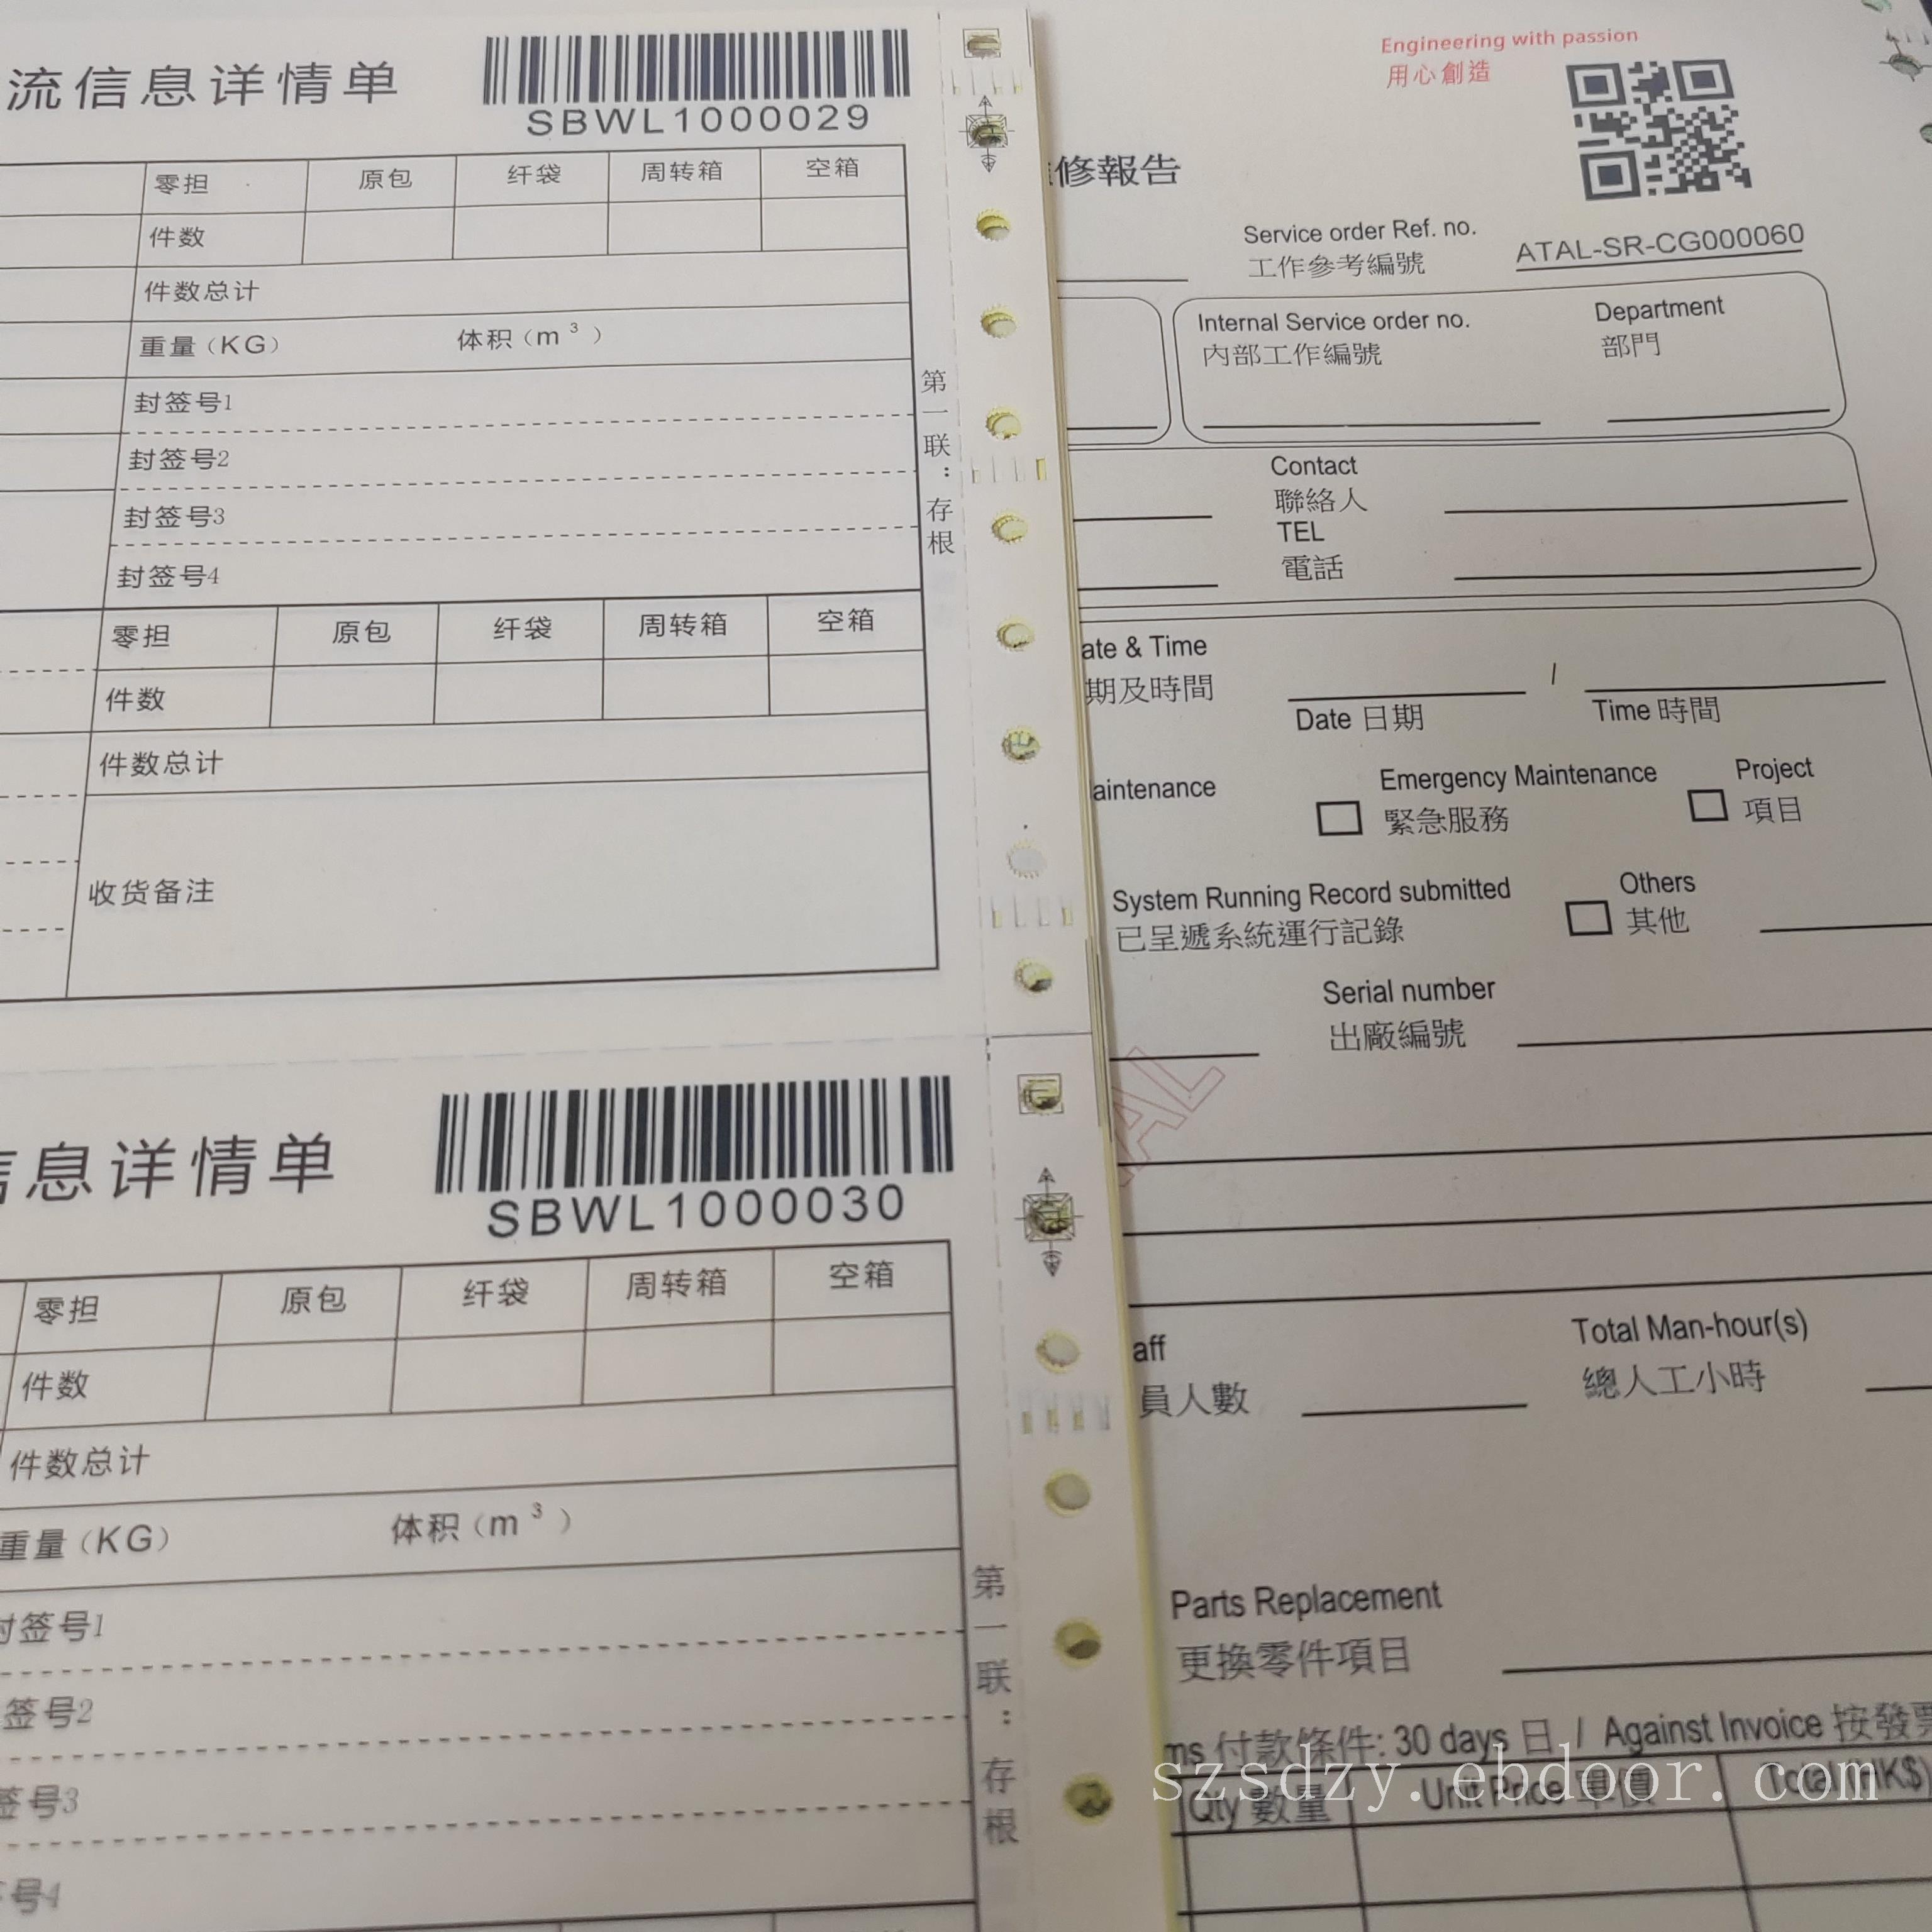 流信息详情单
SBWL1000029
零担 原包 纤袋 周转箱 空箱
件数
件数总计
重量(KG) 体积(m³)
封签号1
封签号2
封签号3
封签号4
第一联：存根
零担 原包 纤袋 周转箱 空箱
件数
件数总计
收货备注
息详情单
SBWL1000030
零担 原包 纤袋 周转箱 空箱
件数
件数总计
重量(KG) 体积(m³)
封签号1
签号2
签号3
号4
第一联：存根
Engineering with passion
用心創造
修報告
Service order Ref. no.
工作參考編號
ATAL-SR-CG000060
Internal Service order no.
內部工作編號
Department
部門
Contact
聯絡人
TEL
電話
ate & Time
期及時間
/
Date 日期
Time 時間
aintenance
Emergency Maintenance
緊急服務
Project
項目
System Running Record submitted
已呈遞系統運行記錄
Others
其他
Serial number
出廠編號
AL
aff
員人數
Total Man-hour(s)
總人工小時
Parts Replacement
更換零件項目
ms 付款條件: 30 days 日 / Against Invoice 按發票
Qty 數量 Unit Price 單價 Total (HK$)
szsdzy.ebdoor.com